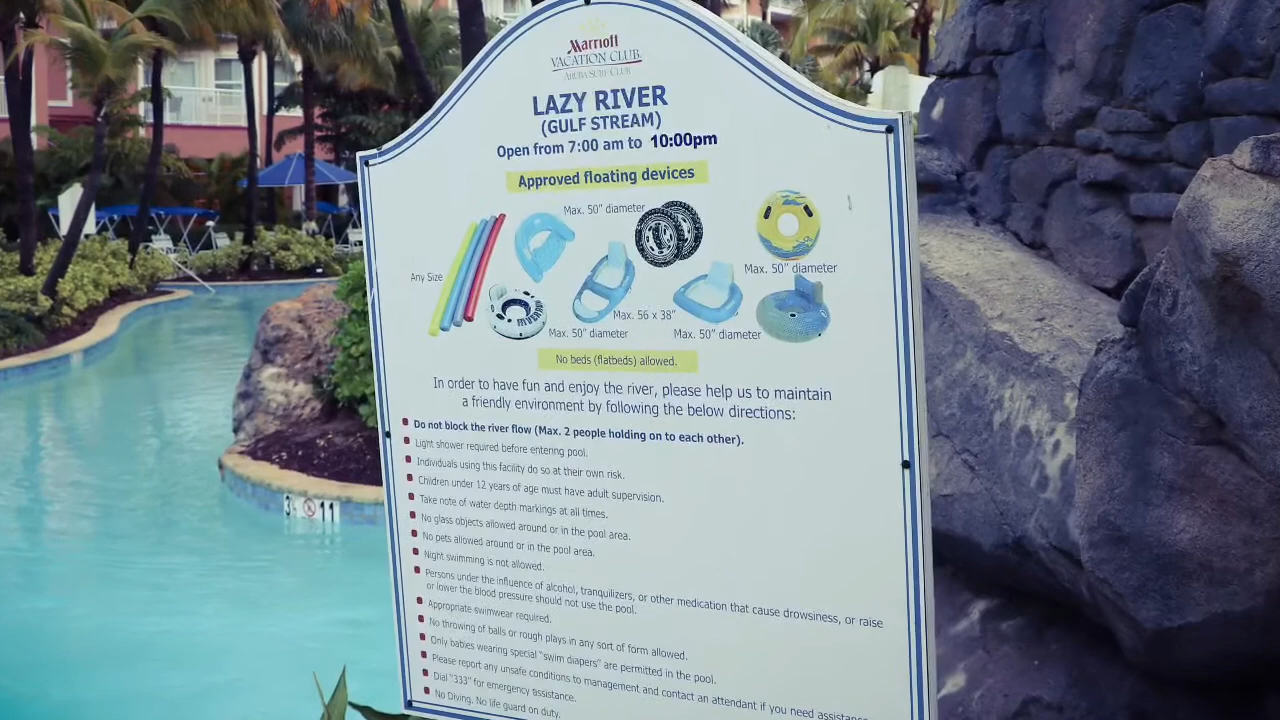 Marriott
VACATION CLUB
ARUBA SURF CLUB
LAZY RIVER
(GULF STREAM)
Open from 7:00 am to 10:00pm
Approved floating devices
Max. 50" diameter
Any Size
Max. 50" diameter
Max. 56 x 38"
Max. 50" diameter
Max. 50" diameter
No beds (flatbeds) allowed.
In order to have fun and enjoy the river, please help us to maintain
a friendly environment by following the below directions:
Do not block the river flow (Max. 2 people holding on to each other).
Light shower required before entering pool.
Individuals using this facility do so at their own risk.
Children under 12 years of age must have adult supervision.
Take note of water depth markings at all times.
No glass objects allowed around or in the pool area.
No pets allowed around or in the pool area.
Night swimming is not allowed.
Persons under the influence of alcohol, tranquilizers, or other medication that cause drowsiness, or raise
or lower the blood pressure should not use the pool.
Appropriate swimwear required.
No throwing of balls or rough plays in any sort of form allowed.
Only babies wearing special "swim diapers" are permitted in the pool.
Please report any unsafe conditions to management and contact an attendant if you need assistance.
Dial "333" for emergency assistance.
No Diving. No life guard on duty.
11